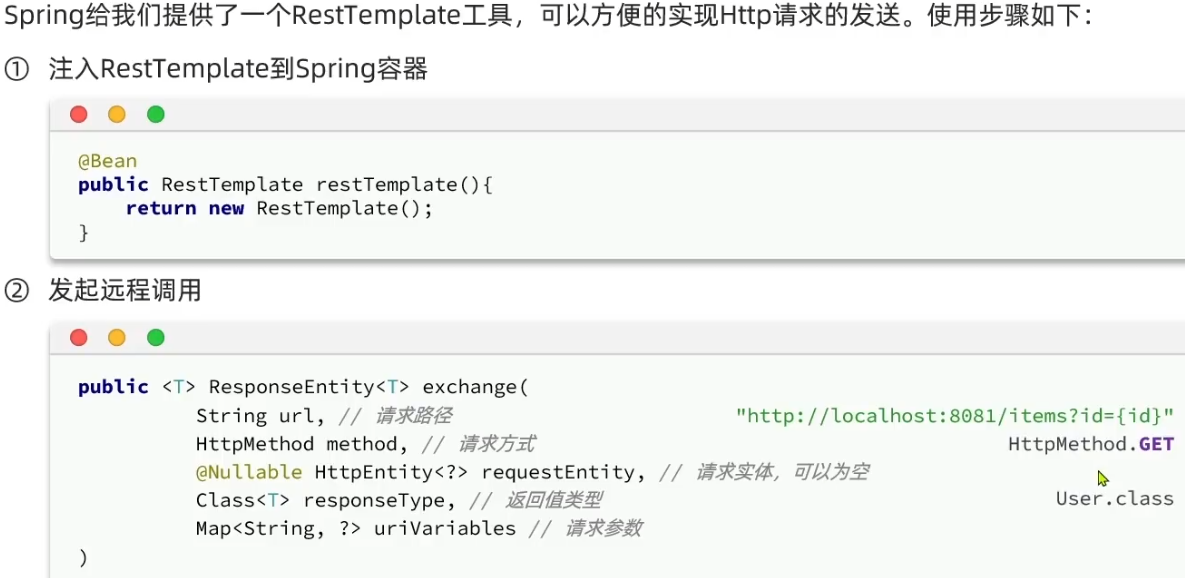 Spring给我们提供了一个RestTemplate工具，可以方便的实现Http请求的发送。使用步骤如下：
① 注入RestTemplate到Spring容器
@Bean
public RestTemplate restTemplate(){
    return new RestTemplate();
}
② 发起远程调用
public <T> ResponseEntity<T> exchange(
String url, // 请求路径 "http://localhost:8081/items?id={id}"
HttpMethod method, // 请求方式 HttpMethod.GET
@Nullable HttpEntity<?> requestEntity, // 请求实体，可以为空
Class<T> responseType, // 返回值类型 User.class
Map<String, ?> uriVariables // 请求参数
)